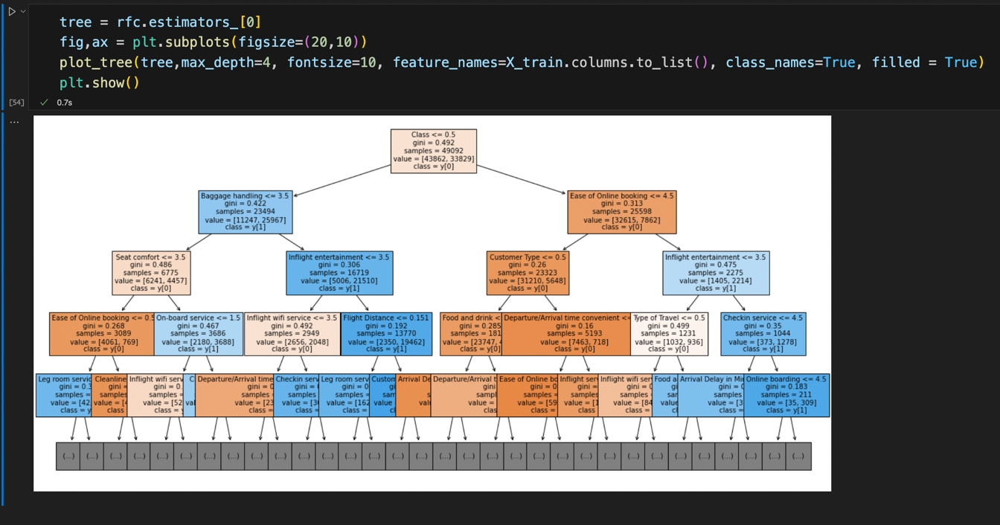 tree = rfc.estimators_[0]
fig,ax = plt.subplots(figsize=(20,10))
plot_tree(tree,max_depth=4, fontsize=10, feature_names=X_train.columns.to_list(), class_names=True, filled = True)
plt.show()
[54] ✓ 0.7s
...
Class <= 0.5
gini = 0.492
samples = 49092
value = [43862, 33829]
class = y[0]
Baggage handling <= 3.5
gini = 0.422
samples = 23494
value = [11247, 25967]
class = y[1]
Ease of Online booking <= 4.5
gini = 0.313
samples = 25598
value = [32615, 7862]
class = y[0]
Seat comfort <= 3.5
gini = 0.486
samples = 6775
value = [6241, 4457]
class = y[0]
Inflight entertainment <= 3.5
gini = 0.306
samples = 16719
value = [5006, 21510]
class = y[1]
Customer Type <= 0.5
gini = 0.26
samples = 23323
value = [31210, 5648]
class = y[0]
Inflight entertainment <= 3.5
gini = 0.475
samples = 2275
value = [1405, 2214]
class = y[1]
Ease of Online booking <= 0.5
gini = 0.268
samples = 3089
value = [4061, 769]
class = y[0]
On-board service <= 1.5
gini = 0.467
samples = 3686
value = [2180, 3688]
class = y[1]
Inflight wifi service <= 3.5
gini = 0.492
samples = 2949
value = [2656, 2048]
class = y[0]
Flight Distance <= 0.151
gini = 0.192
samples = 13770
value = [2350, 19462]
class = y[1]
Food and drink <
gini = 0.285
samples = 181
value = [23747,
class = y[0]
Departure/Arrival time convenient <=
gini = 0.16
samples = 5193
value = [7463, 718]
class = y[0]
Type of Travel <= 0.5
gini = 0.499
samples = 1231
value = [1032, 936]
class = y[0]
Checkin service <= 4.5
gini = 0.35
samples = 1044
value = [373, 1278]
class = y[1]
Leg room servic
gini = 0.3
samples =
value = [42
class = y
Cleanline
gini =
samples
value = [4
class
Inflight wifi serv
gini = 0.
samples =
value = [52
class = y
C
val
Departure/Arrival time
gini = 0
samples =
value = [23
class = y
Checkin serv
gini =
samples =
value = [30
class = y
Leg room serv
gini = 0
samples =
value = [162
class = y
Custom
gini
sam
value
cl
Arrival De
s
val
Departure/Arrival t
gini
sam
value
clas
Ease of Online bo
gini = 0
samples =
value = [59
class =
Inflight ser
gini =
samples
value = [1
class
Inflight wifi ser
gini = 0
samples
value = [84
class =
Food a
gi
sam
value
cl
Arrival Delay in Min
gini =
samples =
value = [3
class =
Online boarding <= 4.5
gini = 0.183
samples = 211
value = [35, 309]
class = y[1]
(...) (...) (...) (...) (...) (...) (...) (...) (...) (...) (...) (...) (...) (...) (...) (...) (...) (...) (...) (...) (...) (...) (...) (...) (...) (...) (...) (...) (...) (...) (...) (...)